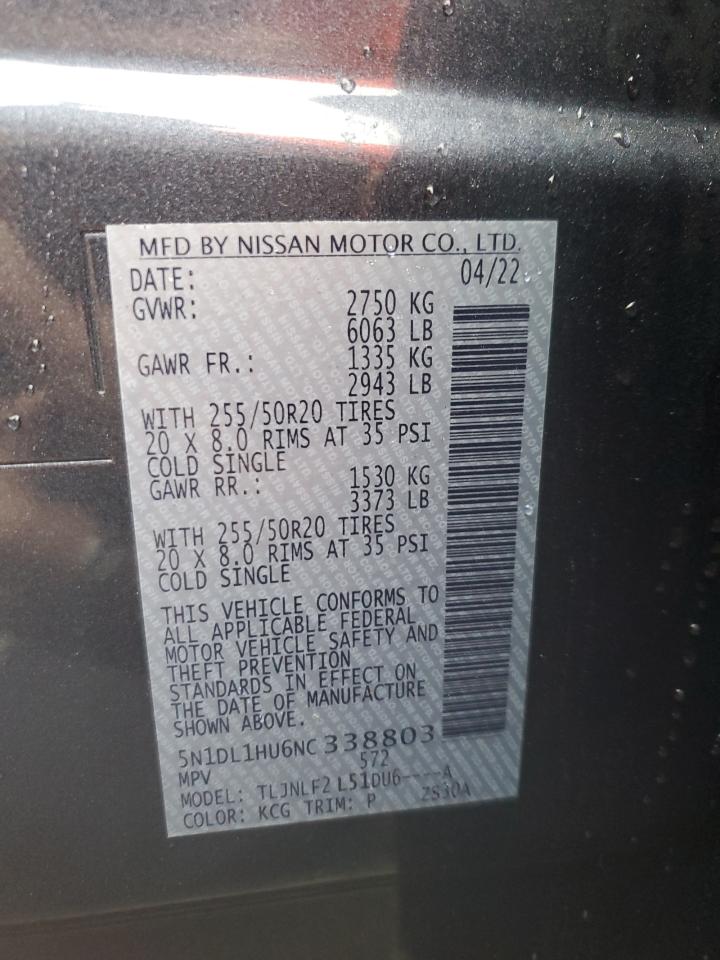 MFD BY NISSAN MOTOR CO., LTD.
DATE: 04/22
GVWR: 2750 KG
6063 LB
GAWR FR.: 1335 KG
2943 LB
WITH 255/50R20 TIRES
20 X 8.0 RIMS AT 35 PSI
COLD SINGLE
GAWR RR.: 1530 KG
3373 LB
WITH 255/50R20 TIRES
20 X 8.0 RIMS AT 35 PSI
COLD SINGLE
THIS VEHICLE CONFORMS TO
ALL APPLICABLE FEDERAL
MOTOR VEHICLE SAFETY AND
THEFT PREVENTION
STANDARDS IN EFFECT ON
THE DATE OF MANUFACTURE
SHOWN ABOVE.
5N1DL1HU6NC338803
MPV 572
MODEL: TLJNLF2 L51DU6----A
COLOR: KCG TRIM: P ZS30A